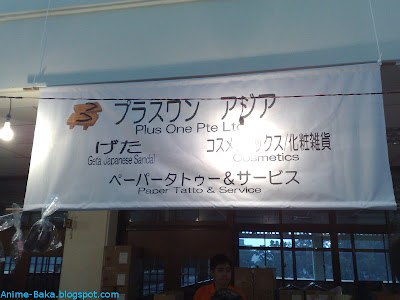 プラスワン アジア
Plus One Pte Ltd
げた
Geta Japanese Sandal
コスメ ックス/化粧雑貨
Cosmetics
ペーパータトゥー&サービス
Paper Tatto & Service
Anime-Baka.blogspot.com